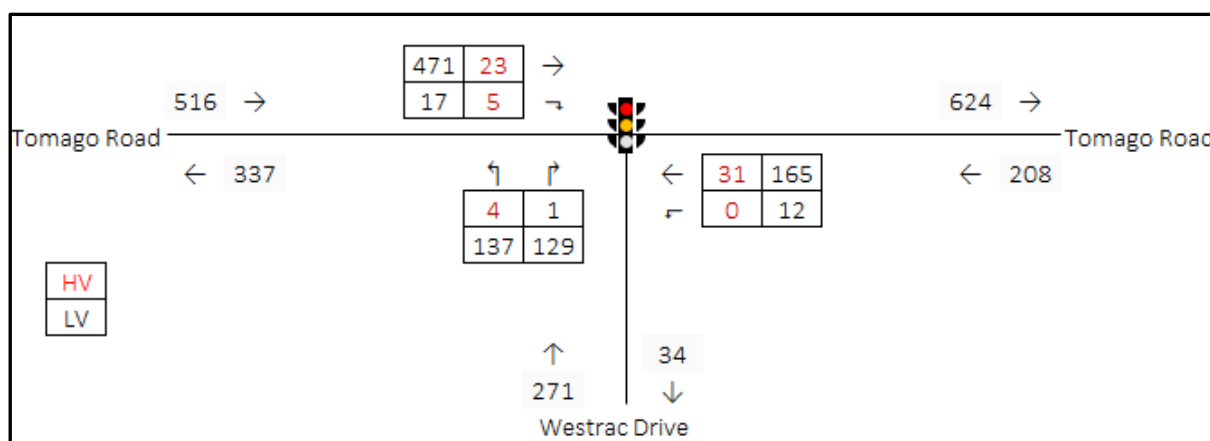 471 23 →
17 5 ⬎
516 →
624 →
Tomago Road
Tomago Road
← 337
↰ ↱
4 1
137 129
← 31 165
⬐ 0 12
← 208
HV
LV
↑ 34
271 ↓
Westrac Drive